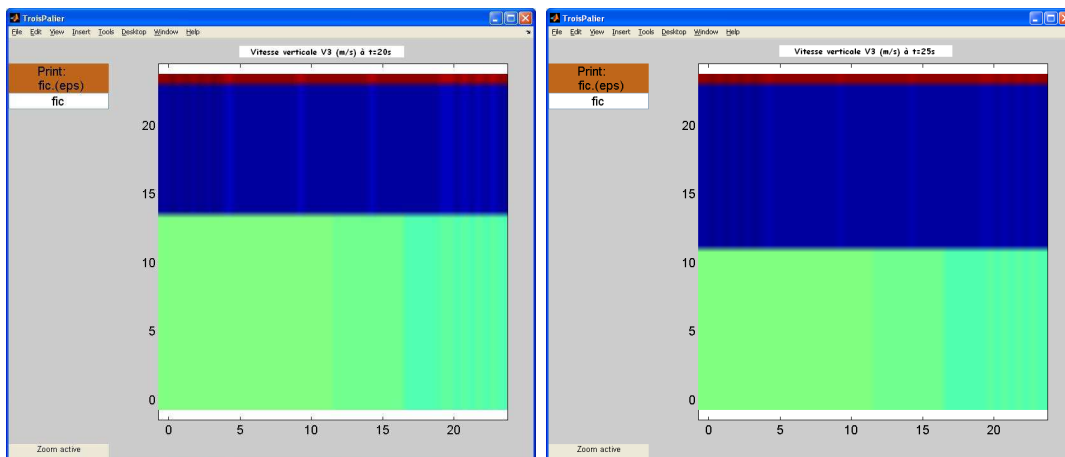 TroisPalier
File Edit View Insert Tools Desktop Window Help
Vitesse verticale V3 (m/s) à t=20s
Print:
fic.(eps)
fic
20
15
10
5
0
0 5 10 15 20
Zoom active
TroisPalier
File Edit View Insert Tools Desktop Window Help
Vitesse verticale V3 (m/s) à t=25s
Print:
fic.(eps)
fic
20
15
10
5
0
0 5 10 15 20
Zoom active